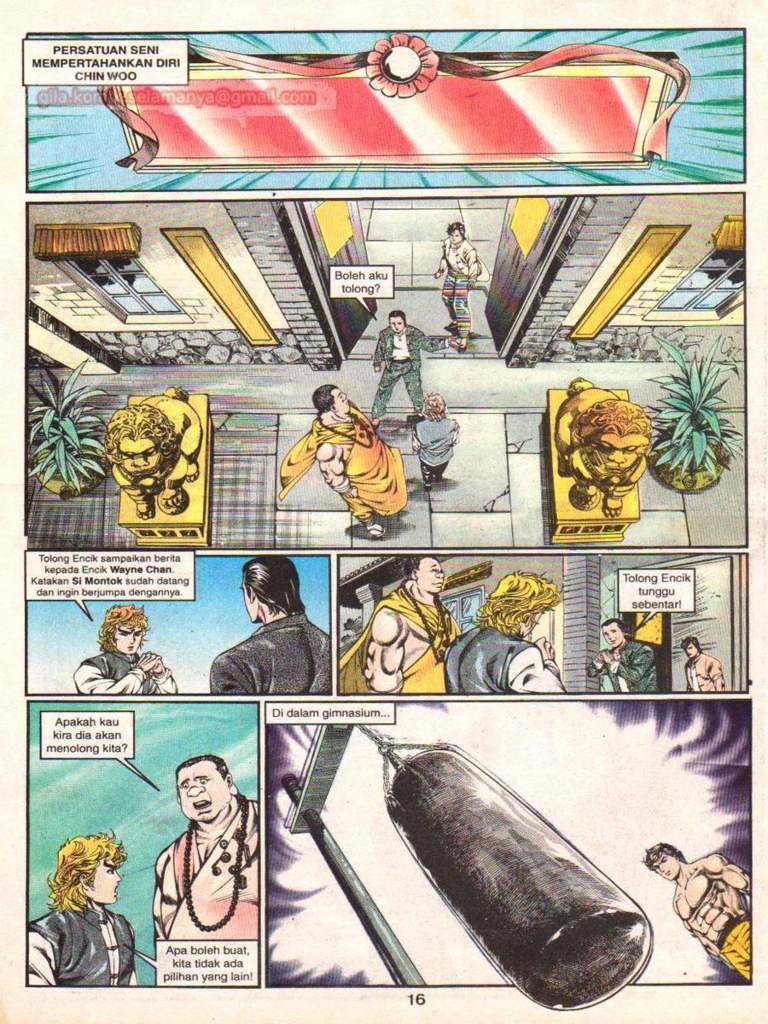 PERSATUAN SENI
MEMPERTAHANKAN DIRI
CHIN WOO
Boleh aku
tolong?
Tolong Encik sampaikan berita
kepada Encik Wayne Chan.
Katakan Si Montok sudah datang
dan ingin berjumpa dengannya.
Tolong Encik
tunggu
sebentar!
Apakah kau
kira dia akan
menolong kita?
Apa boleh buat,
kita tidak ada
pilihan yang lain!
Di dalam gimnasium...
16